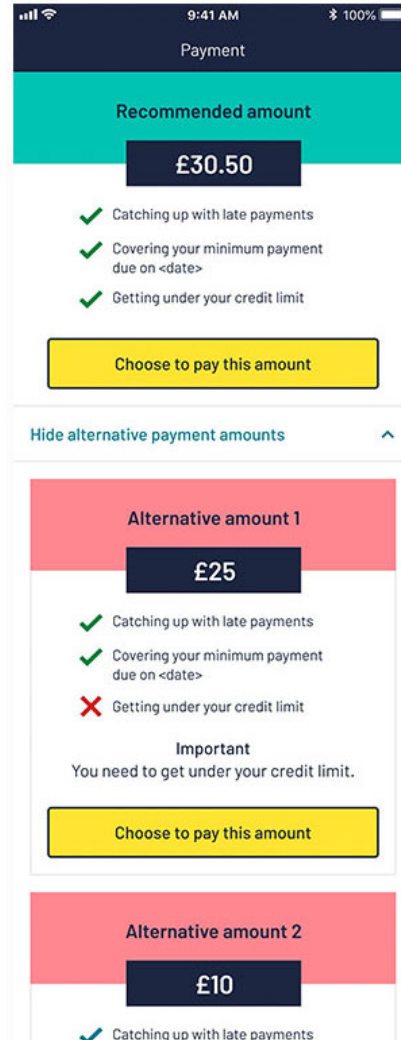 9:41 AM
100%
Payment
Recommended amount
£30.50
Catching up with late payments
Covering your minimum payment
due on <date>
Getting under your credit limit
Choose to pay this amount
Hide alternative payment amounts
Alternative amount 1
£25
Catching up with late payments
Covering your minimum payment
due on <date>
Getting under your credit limit
Important
You need to get under your credit limit.
Choose to pay this amount
Alternative amount 2
£10
Catching up with late payments